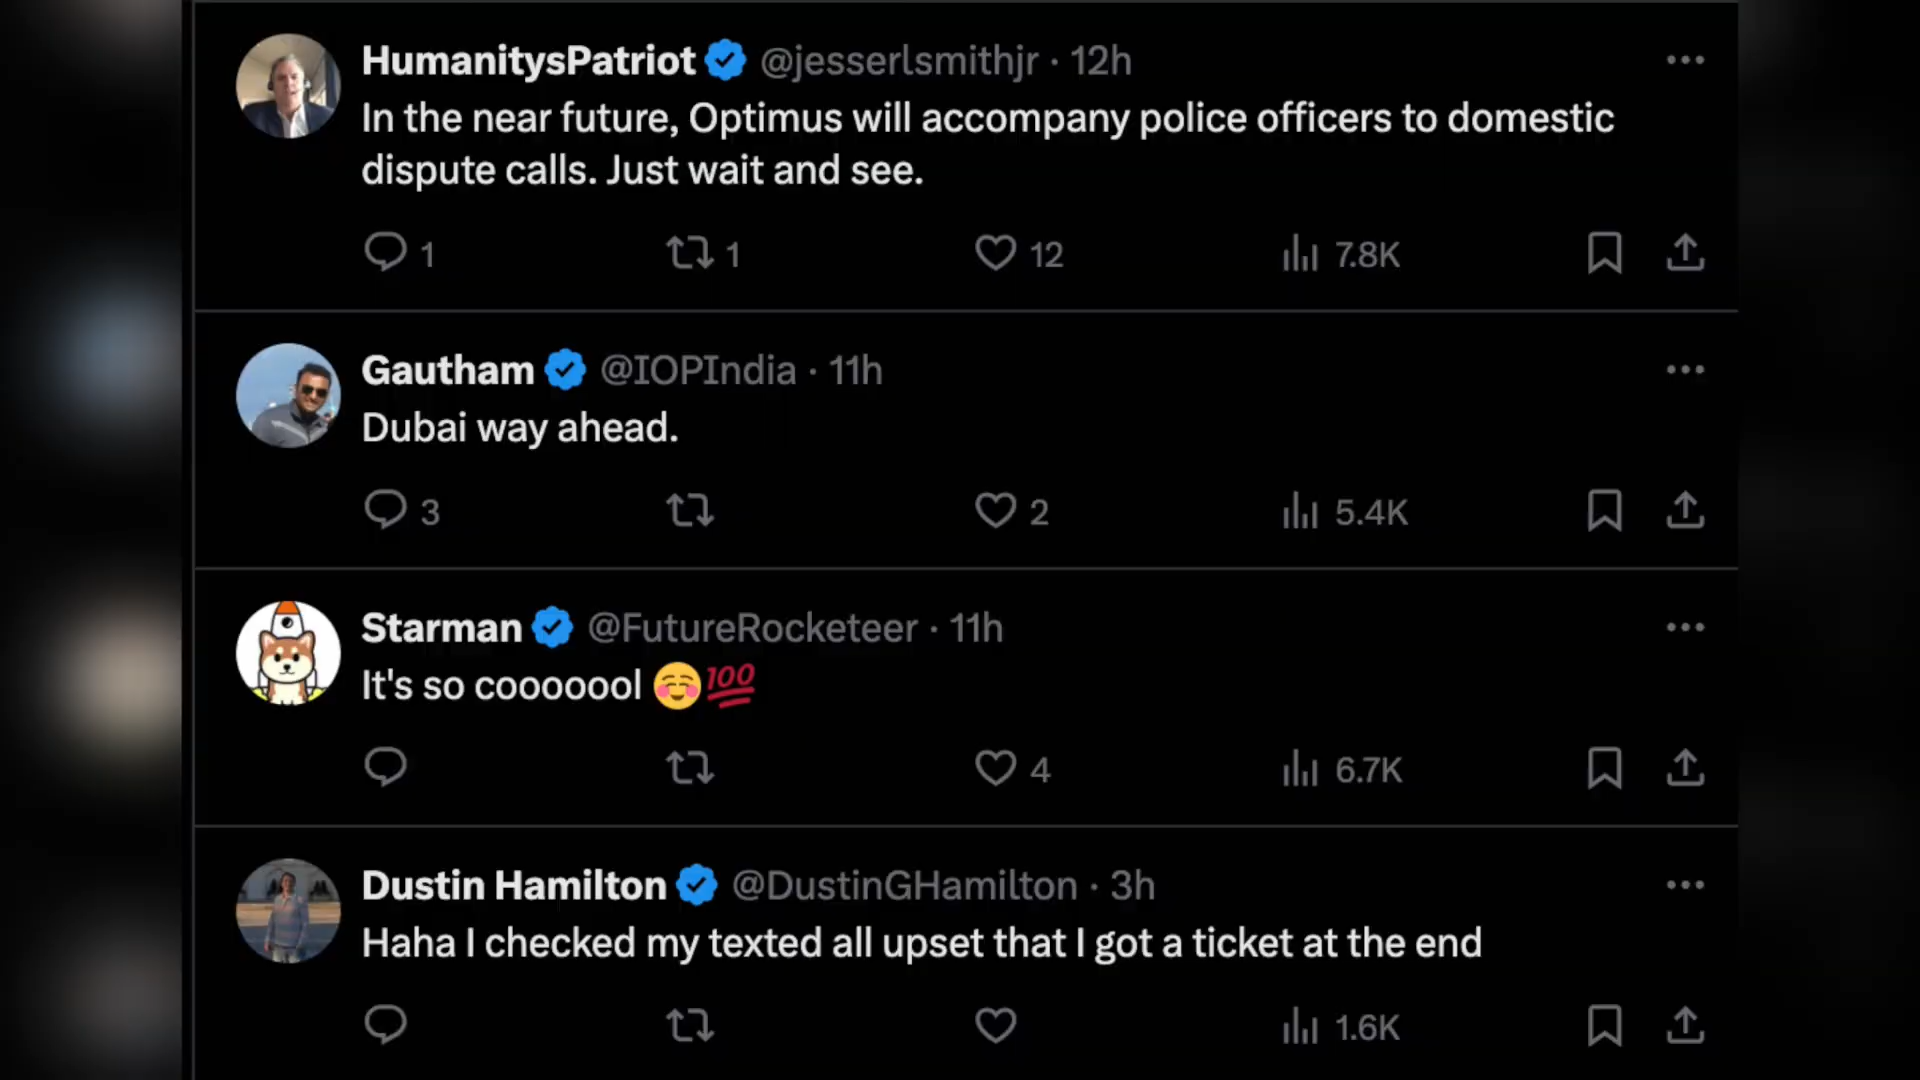 HumanitysPatriot @jesserlsmithjr · 12h
In the near future, Optimus will accompany police officers to domestic
dispute calls. Just wait and see.
1 1 12 7.8K
Gautham @IOPIndia · 11h
Dubai way ahead.
3 2 5.4K
Starman @FutureRocketeer · 11h
It's so cooooool ☺️💯
4 6.7K
Dustin Hamilton @DustinGHamilton · 3h
Haha I checked my texted all upset that I got a ticket at the end
1.6K